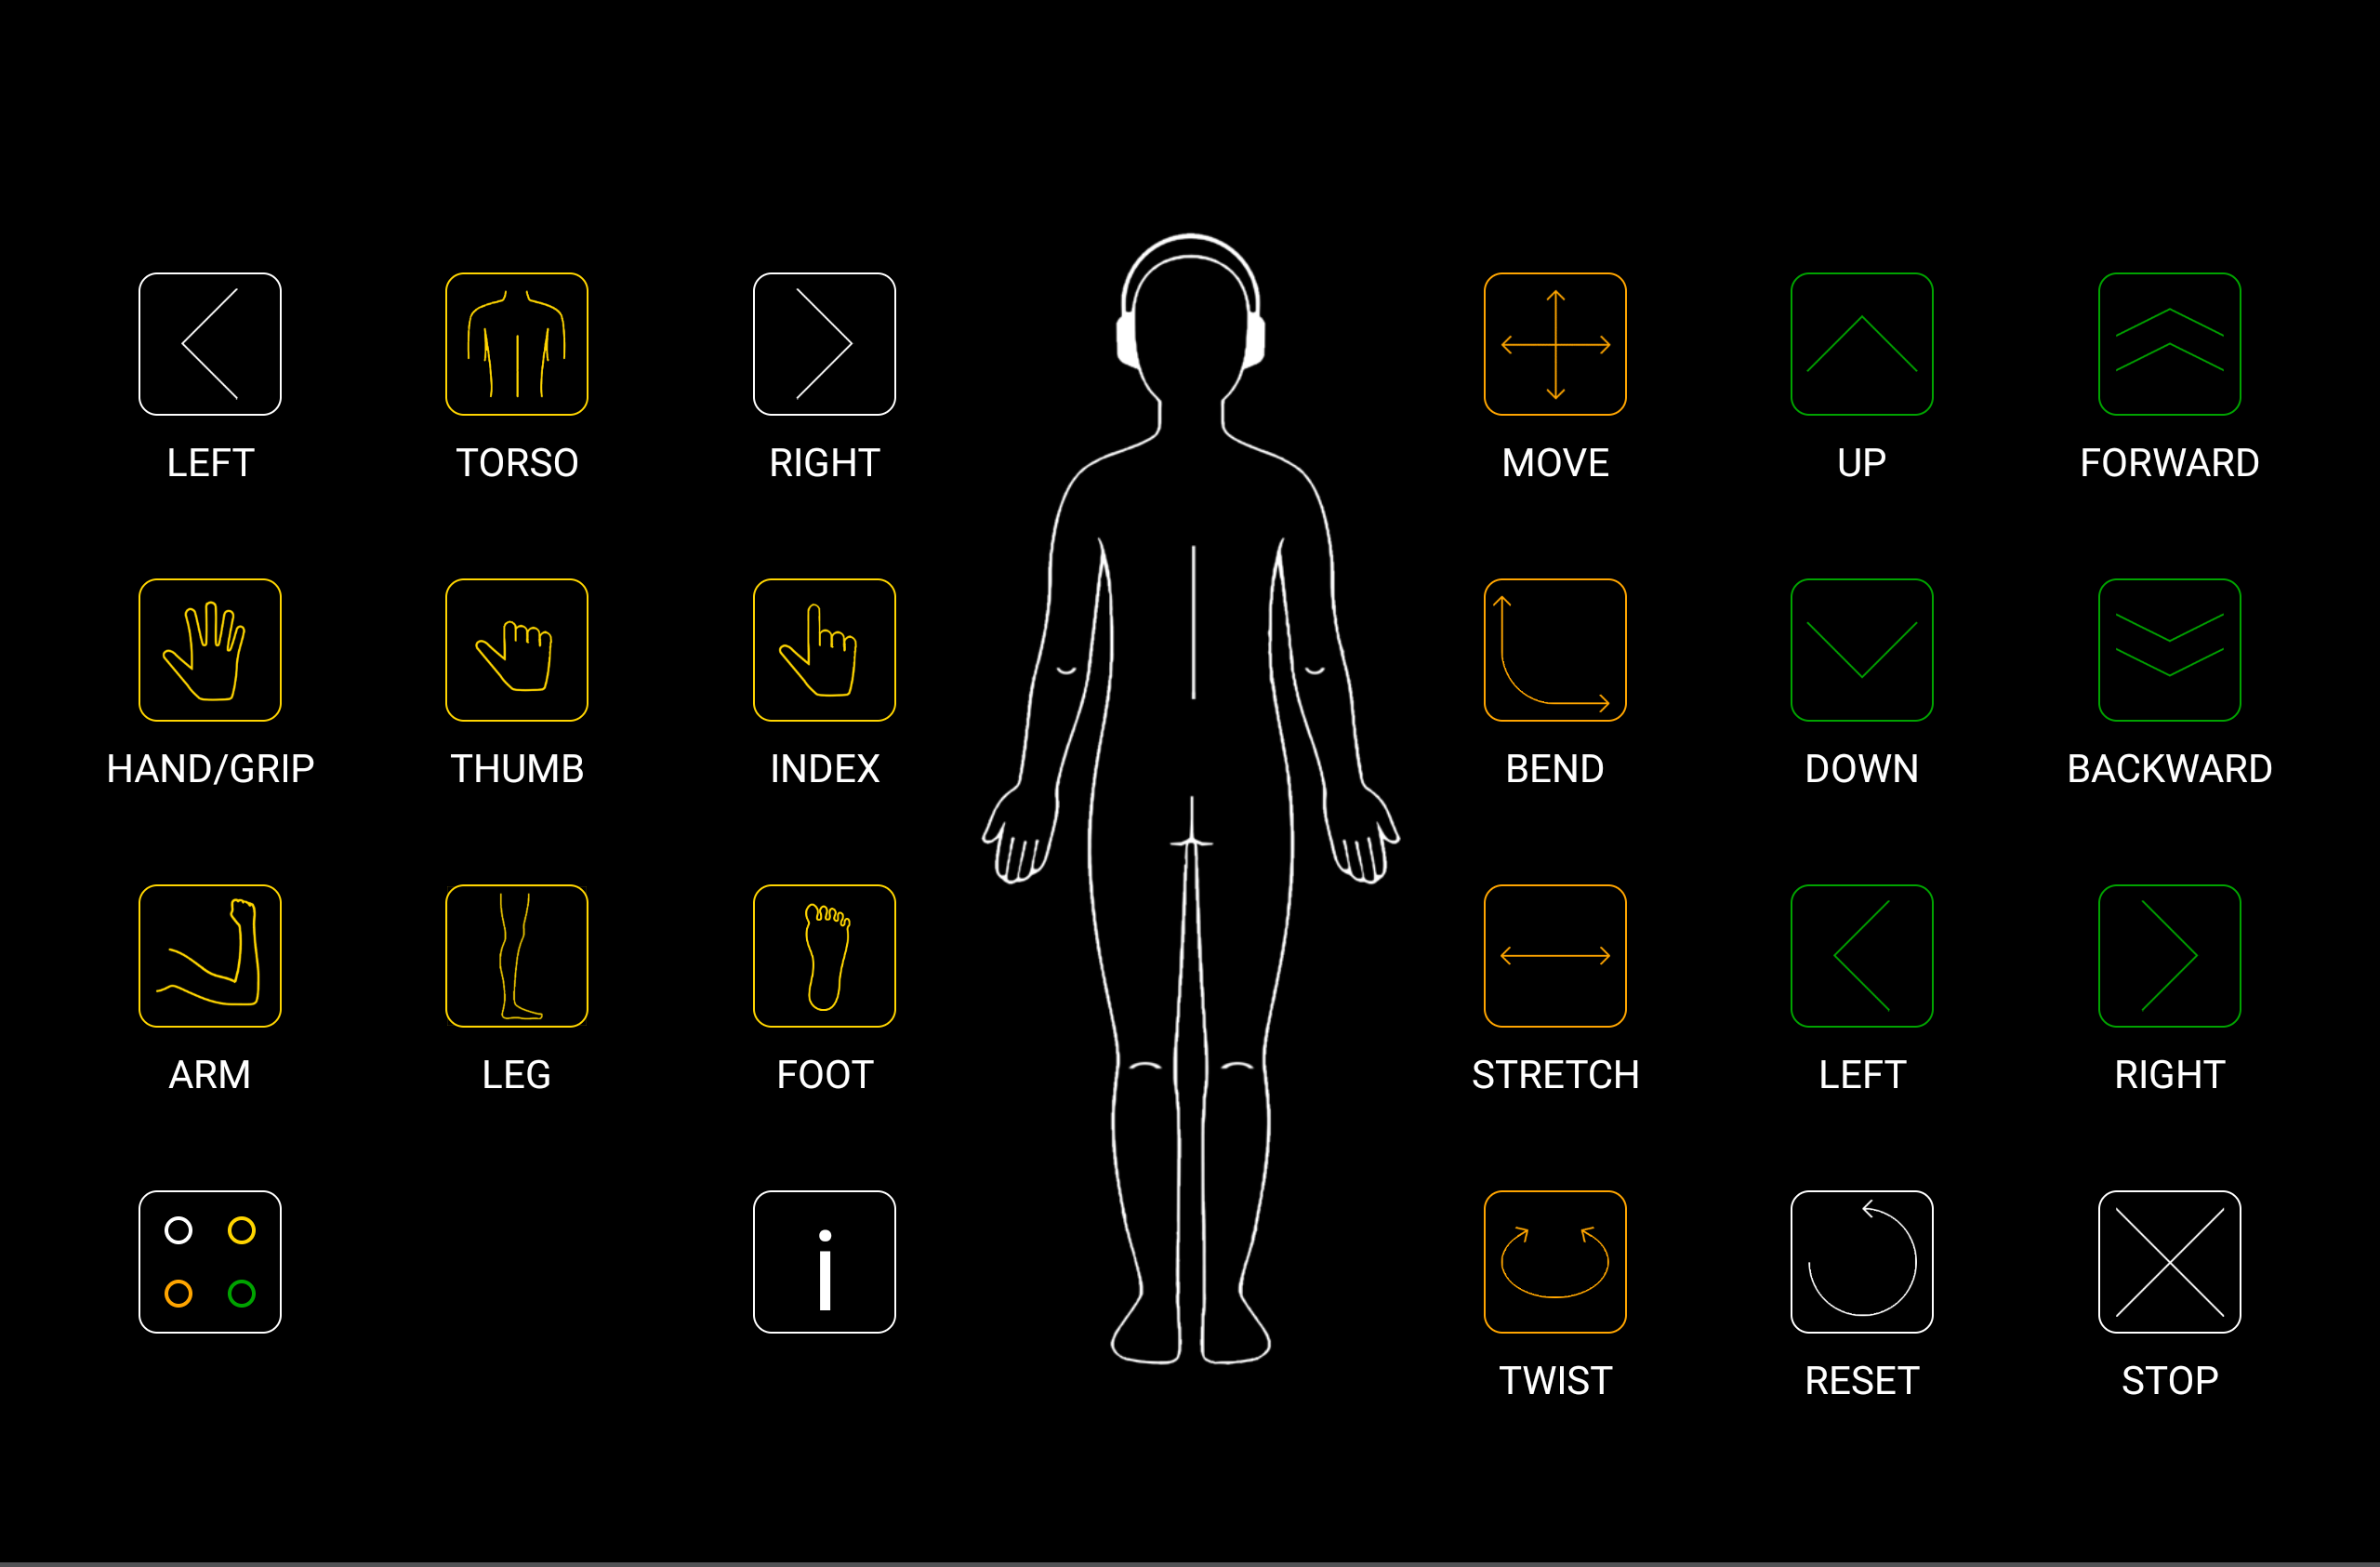 LEFT
TORSO
RIGHT
MOVE
UP
FORWARD
HAND/GRIP
THUMB
INDEX
BEND
DOWN
BACKWARD
ARM
LEG
FOOT
STRETCH
LEFT
RIGHT
i
TWIST
RESET
STOP